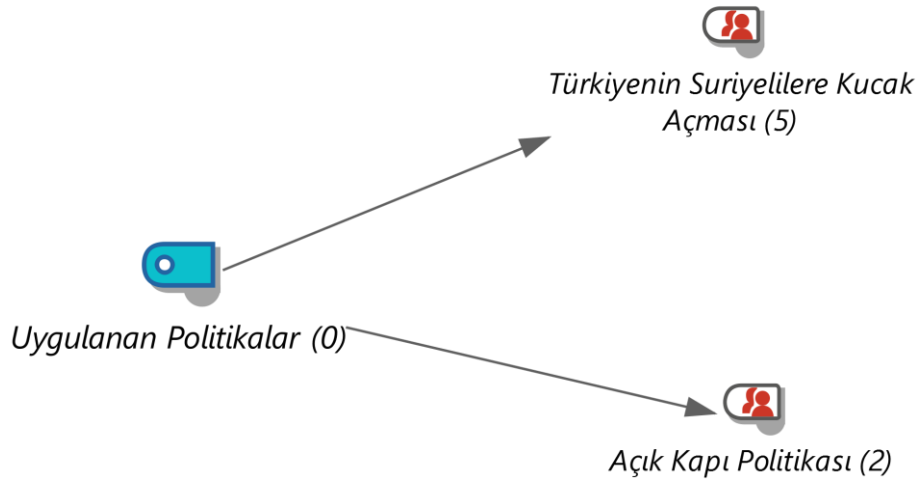 Türkiyenin Suriyelilere Kucak
Açması (5)
Uygulanan Politikalar (0)
Açık Kapı Politikası (2)